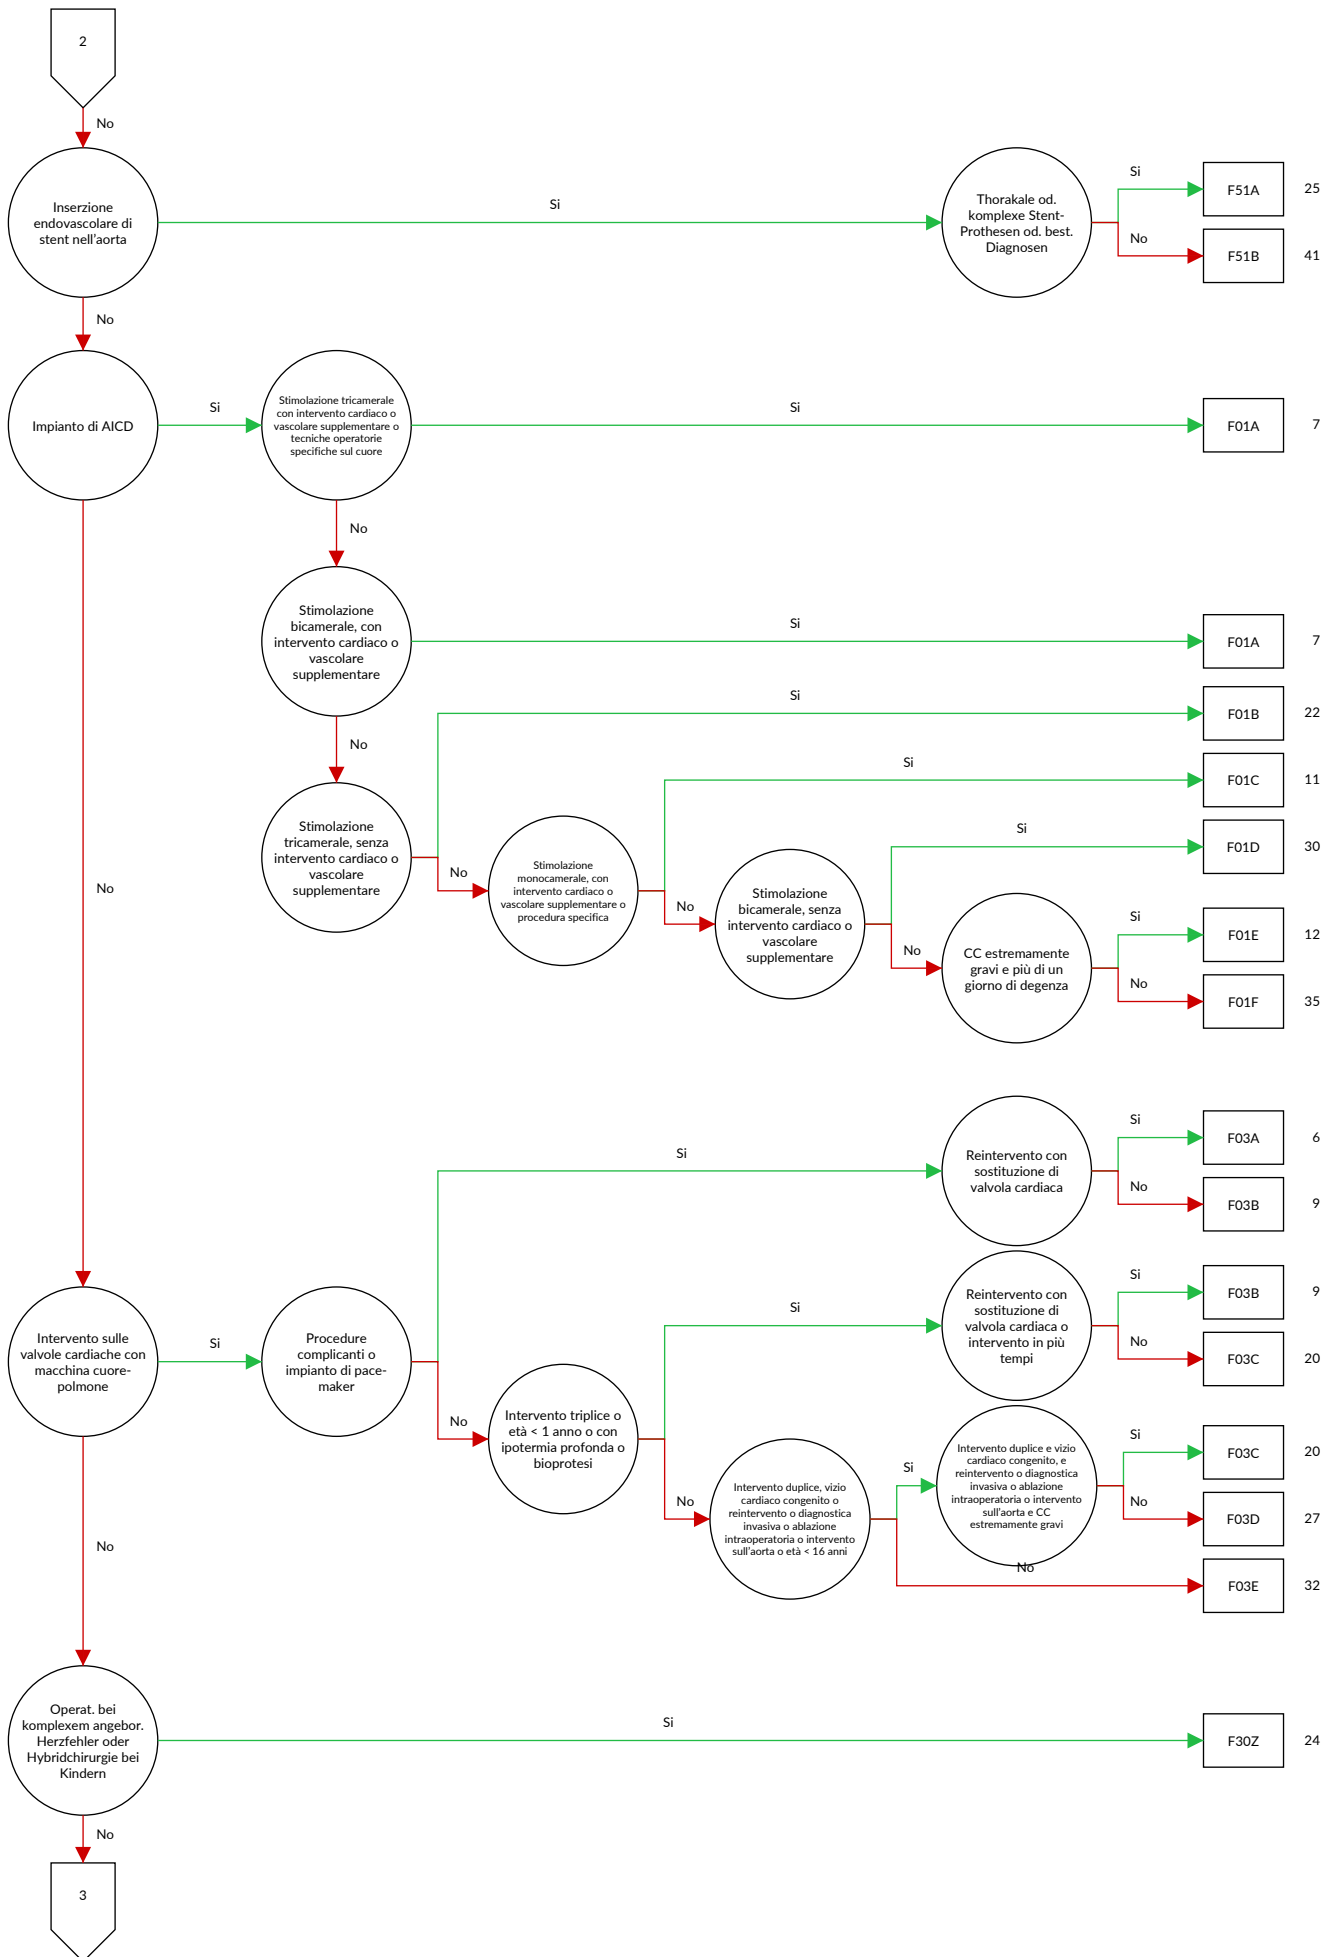 2
No
Inserzione
endovascolare di
stent nell'aorta
Si
Thorakale od.
komplexe Stent-
Prothesen od. best.
Diagnosen
Si
F51A
25
No
F51B
41
No
Impianto di AICD
Si
Stimolazione tricamerale
con intervento cardiaco o
vascolare supplementare o
tecniche operatorie
specifiche sul cuore
Si
F01A
7
No
Stimolazione
bicamerale, con
intervento cardiaco o
vascolare
supplementare
Si
F01A
7
No
Stimolazione
tricamerale, senza
intervento cardiaco o
vascolare
supplementare
Si
F01B
22
No
Stimolazione
monocamerale, con
intervento cardiaco o
vascolare supplementare o
procedura specifica
Si
F01C
11
No
Stimolazione
bicamerale, senza
intervento cardiaco o
vascolare
supplementare
Si
F01D
30
No
CC estremamente
gravi e più di un
giorno di degenza
Si
F01E
12
No
F01F
35
No
Intervento sulle
valvole cardiache con
macchina cuore-
polmone
Si
Procedure
complicanti o
impianto di pace-
maker
Si
Reintervento con
sostituzione di
valvola cardiaca
Si
F03A
6
No
F03B
9
No
Intervento triplice o
età < 1 anno o con
ipotermia profonda o
bioprotesi
Si
Reintervento con
sostituzione di
valvola cardiaca o
intervento in più
tempi
Si
F03B
9
No
F03C
20
No
Intervento duplice, vizio
cardiaco congenito o
reintervento o diagnostica
invasiva o ablazione
intraoperatoria o intervento
sull'aorta o età < 16 anni
Si
Intervento duplice e vizio
cardiaco congenito, e
reintervento o diagnostica
invasiva o ablazione
intraoperatoria o intervento
sull'aorta e CC
estremamente gravi
Si
F03C
20
No
F03D
27
No
F03E
32
No
Operat. bei
komplexem angebor.
Herzfehler oder
Hybridchirurgie bei
Kindern
Si
F30Z
24
No
3